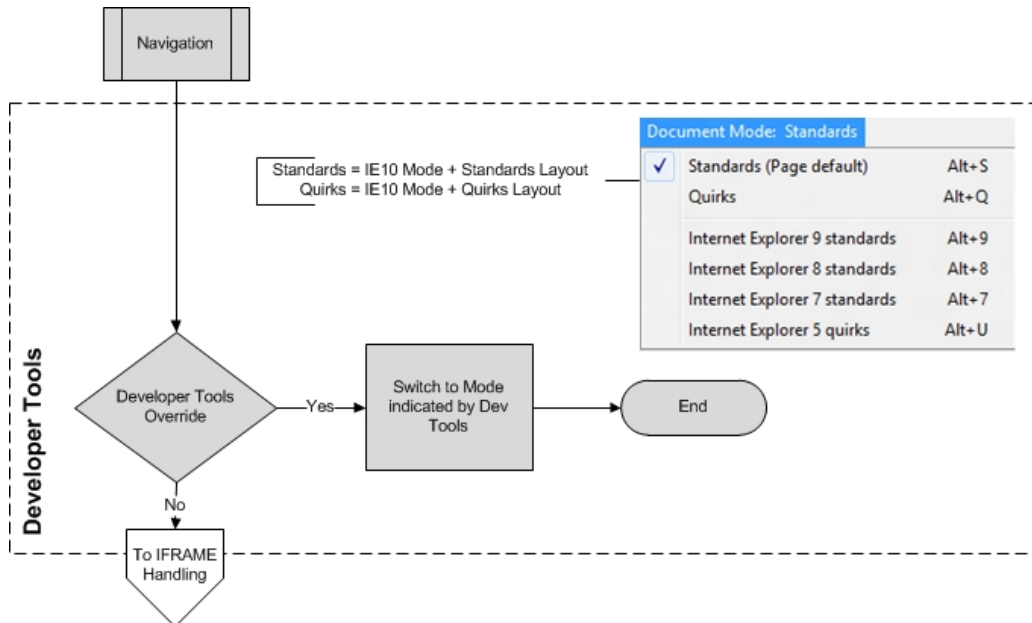 Navigation
Document Mode: Standards
Standards = IE10 Mode + Standards Layout
Quirks = IE10 Mode + Quirks Layout
✓ Standards (Page default) Alt+S
Quirks Alt+Q
Internet Explorer 9 standards Alt+9
Internet Explorer 8 standards Alt+8
Internet Explorer 7 standards Alt+7
Internet Explorer 5 quirks Alt+U
Developer Tools
Developer Tools
Override
Yes
Switch to Mode
indicated by Dev
Tools
End
No
To IFRAME
Handling